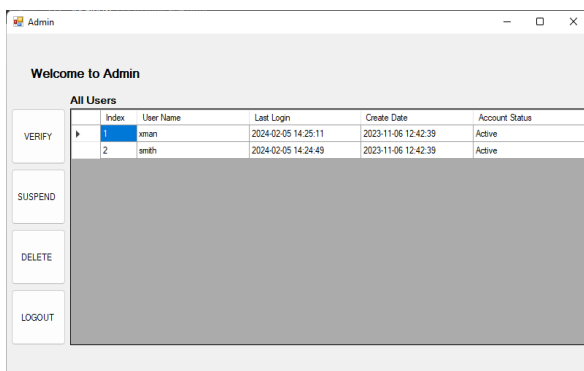 Admin
Welcome to Admin
All Users
Index User Name Last Login Create Date Account Status
1 xman 2024-02-05 14:25:11 2023-11-06 12:42:39 Active
2 smith 2024-02-05 14:24:49 2023-11-06 12:42:39 Active
VERIFY
SUSPEND
DELETE
LOGOUT